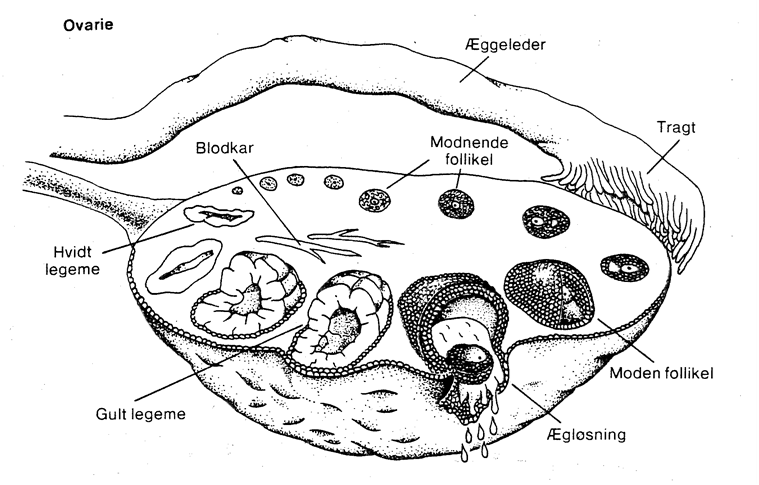 Ovarie
Æggeleder
Tragt
Blodkar
Modnende
follikel
Hvidt
legeme
Moden follikel
Gult legeme
Ægløsning